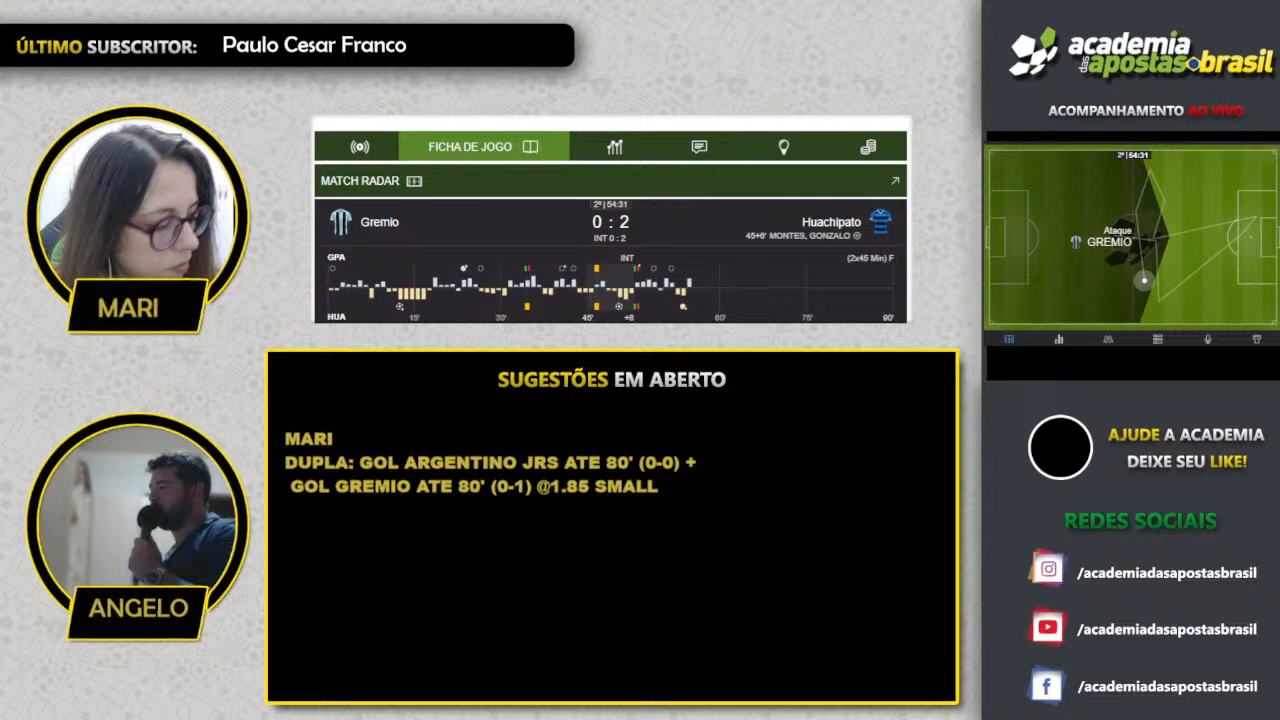 ÚLTIMO SUBSCRITOR: Paulo Cesar Franco
MARI
ANGELO
FICHA DE JOGO
MATCH RADAR
2º | 54:31
Gremio
0 : 2
Huachipato
INT 0 : 2
45+6' MONTES, GONZALO
GPA
INT
(2x45 Min) F
HUA
15'
30'
45'
+8
60'
75'
90'
SUGESTÕES EM ABERTO
MARI
DUPLA: GOL ARGENTINO JRS ATE 80' (0-0) +
GOL GREMIO ATE 80' (0-1) @1.85 SMALL
academia
das apostas brasil
ACOMPANHAMENTO AO VIVO
2º | 54:31
Ataque
GREMIO
AJUDE A ACADEMIA
DEIXE SEU LIKE!
REDES SOCIAIS
/academiadasapostasbrasil
/academiadasapostasbrasil
/academiadasapostasbrasil